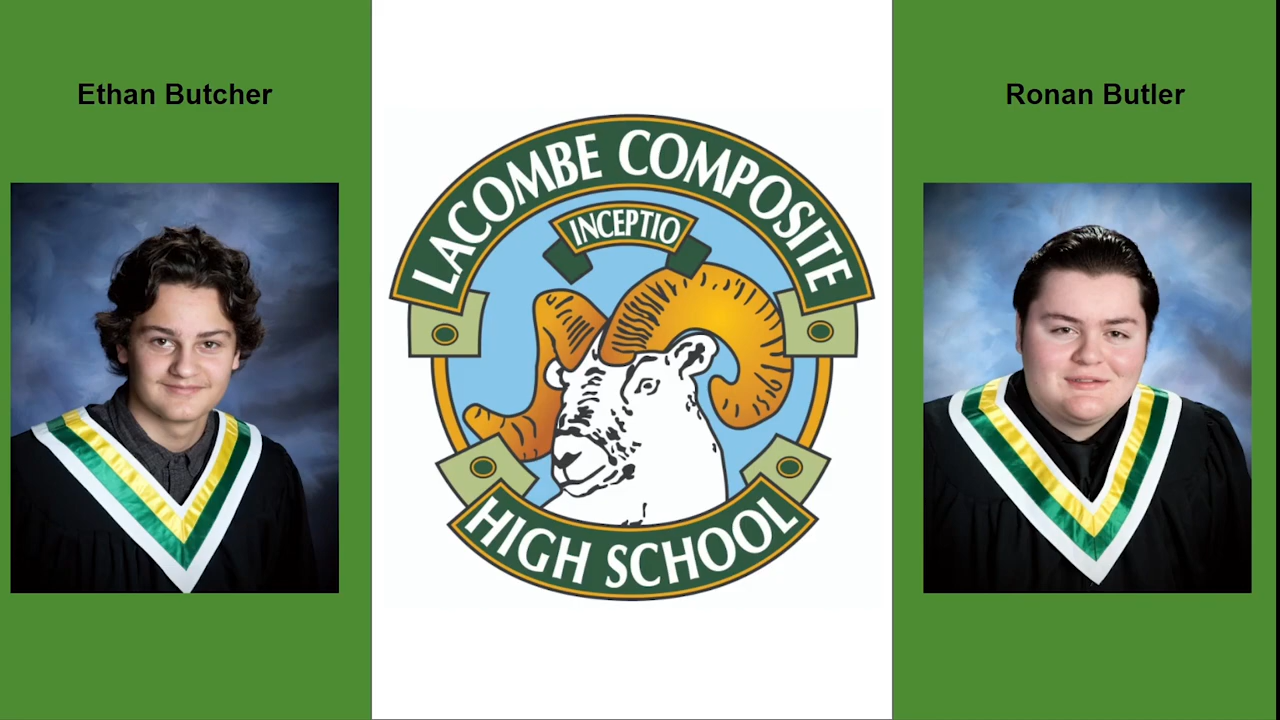 Ethan Butcher
LACOMBE COMPOSITE
INCEPTIO
HIGH SCHOOL
Ronan Butler